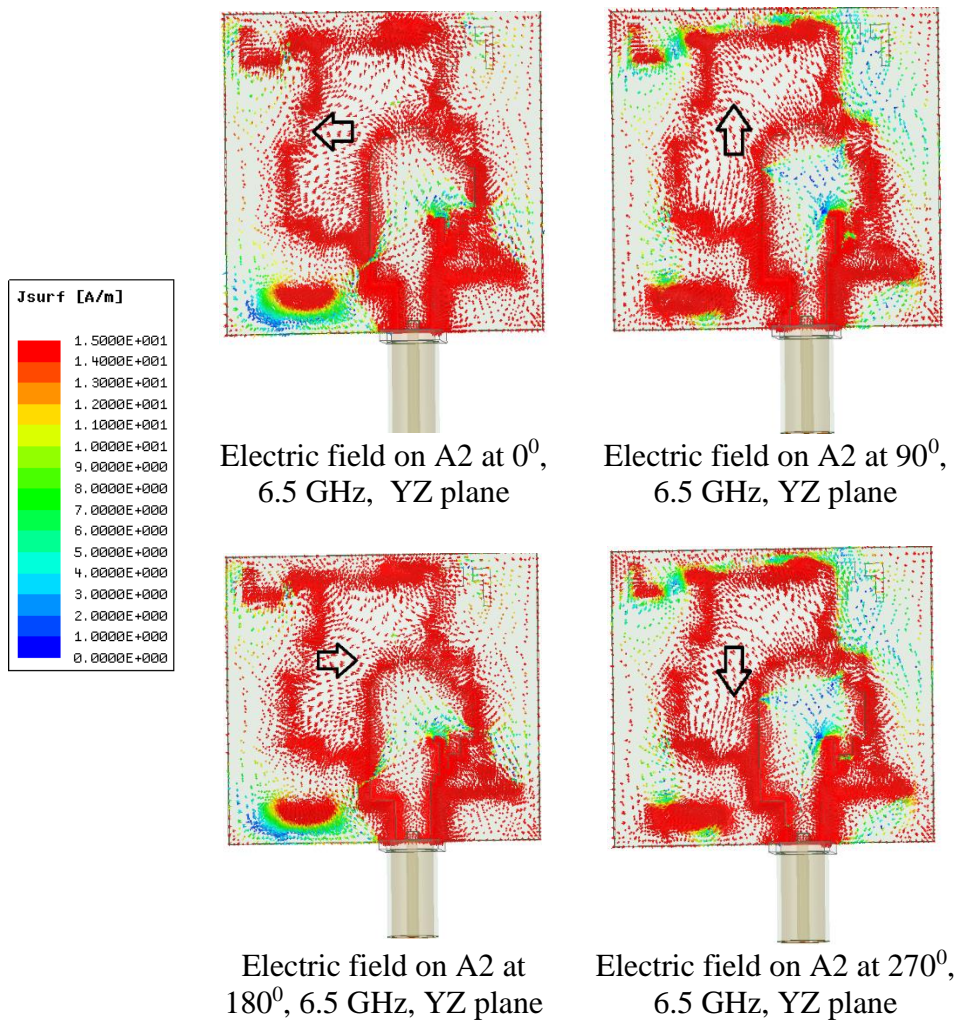 Jsurf [A/m]
1.5000E+001
1.4000E+001
1.3000E+001
1.2000E+001
1.1000E+001
1.0000E+001
9.0000E+000
8.0000E+000
7.0000E+000
6.0000E+000
5.0000E+000
4.0000E+000
3.0000E+000
2.0000E+000
1.0000E+000
0.0000E+000
Electric field on A2 at 0⁰,
6.5 GHz, YZ plane
Electric field on A2 at 90⁰,
6.5 GHz, YZ plane
Electric field on A2 at
180⁰, 6.5 GHz, YZ plane
Electric field on A2 at 270⁰,
6.5 GHz, YZ plane